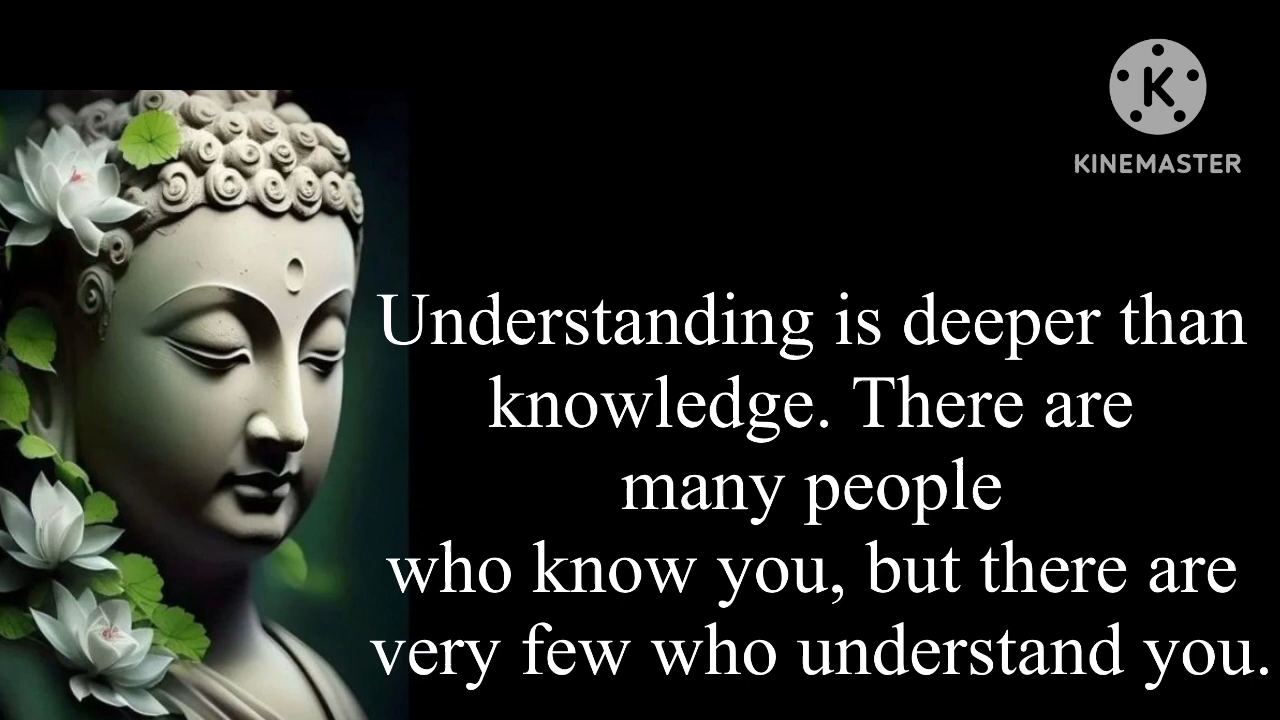 K
KINEMASTER
Understanding is deeper than
knowledge. There are
many people
who know you, but there are
very few who understand you.